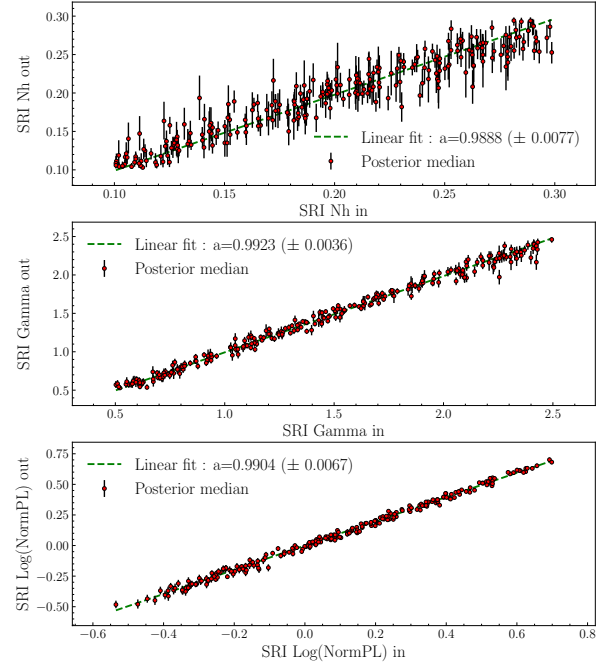 0.30
0.25
0.20
0.15
0.10
SRI Nh out
Linear fit : a=0.9888 (± 0.0077)
Posterior median
0.10 0.15 0.20 0.25 0.30
SRI Nh in
2.5
2.0
1.5
1.0
0.5
SRI Gamma out
Linear fit : a=0.9923 (± 0.0036)
Posterior median
0.5 1.0 1.5 2.0 2.5
SRI Gamma in
0.75
0.50
0.25
0.00
−0.25
−0.50
SRI Log(NormPL) out
Linear fit : a=0.9904 (± 0.0067)
Posterior median
−0.6 −0.4 −0.2 0.0 0.2 0.4 0.6 0.8
SRI Log(NormPL) in